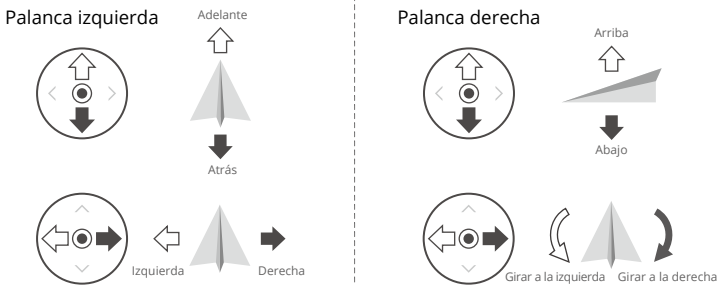 Palanca izquierda
Adelante
Atrás
Izquierda
Derecha
Palanca derecha
Arriba
Abajo
Girar a la izquierda
Girar a la derecha